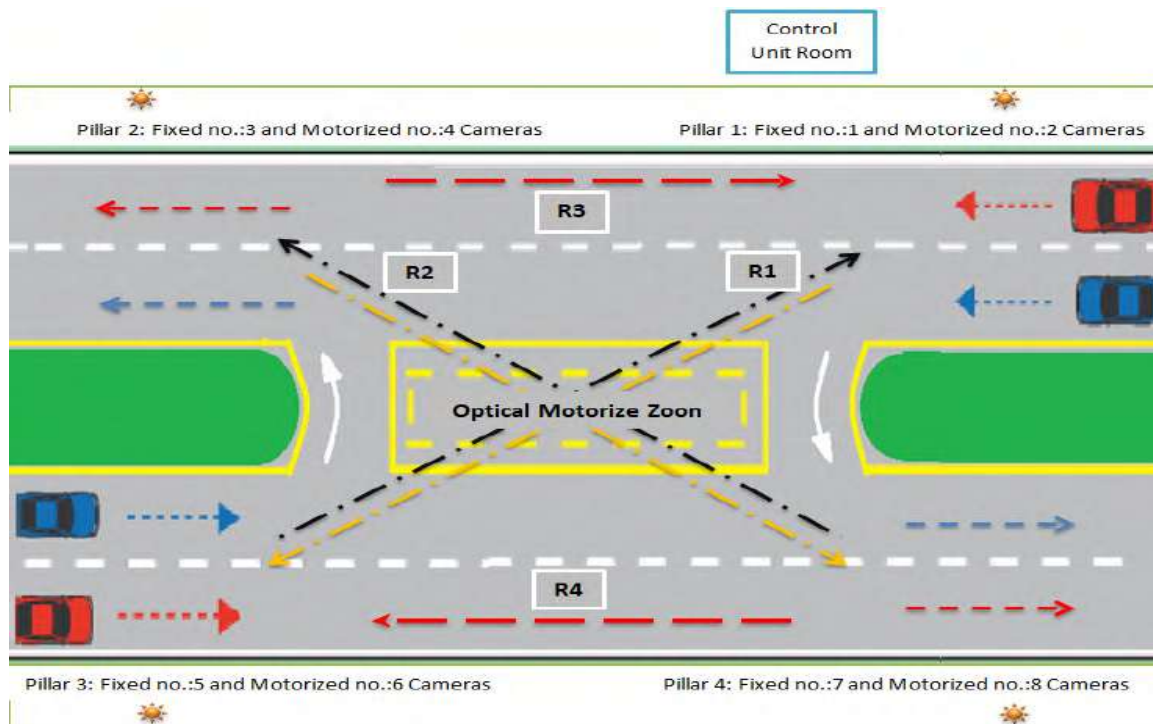 Control
Unit Room
Pillar 2: Fixed no.:3 and Motorized no.:4 Cameras
Pillar 1: Fixed no.:1 and Motorized no.:2 Cameras
R3
R2
R1
Optical Motorize Zoon
R4
Pillar 3: Fixed no.:5 and Motorized no.:6 Cameras
Pillar 4: Fixed no.:7 and Motorized no.:8 Cameras